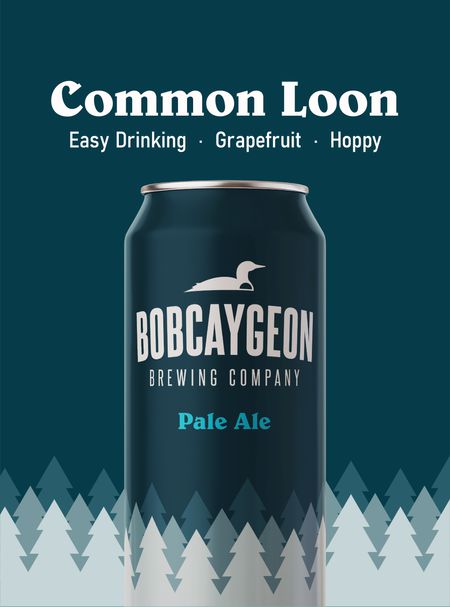 Common Loon
Easy Drinking · Grapefruit · Hoppy
BOBCAYGEON
BREWING COMPANY
Pale Ale